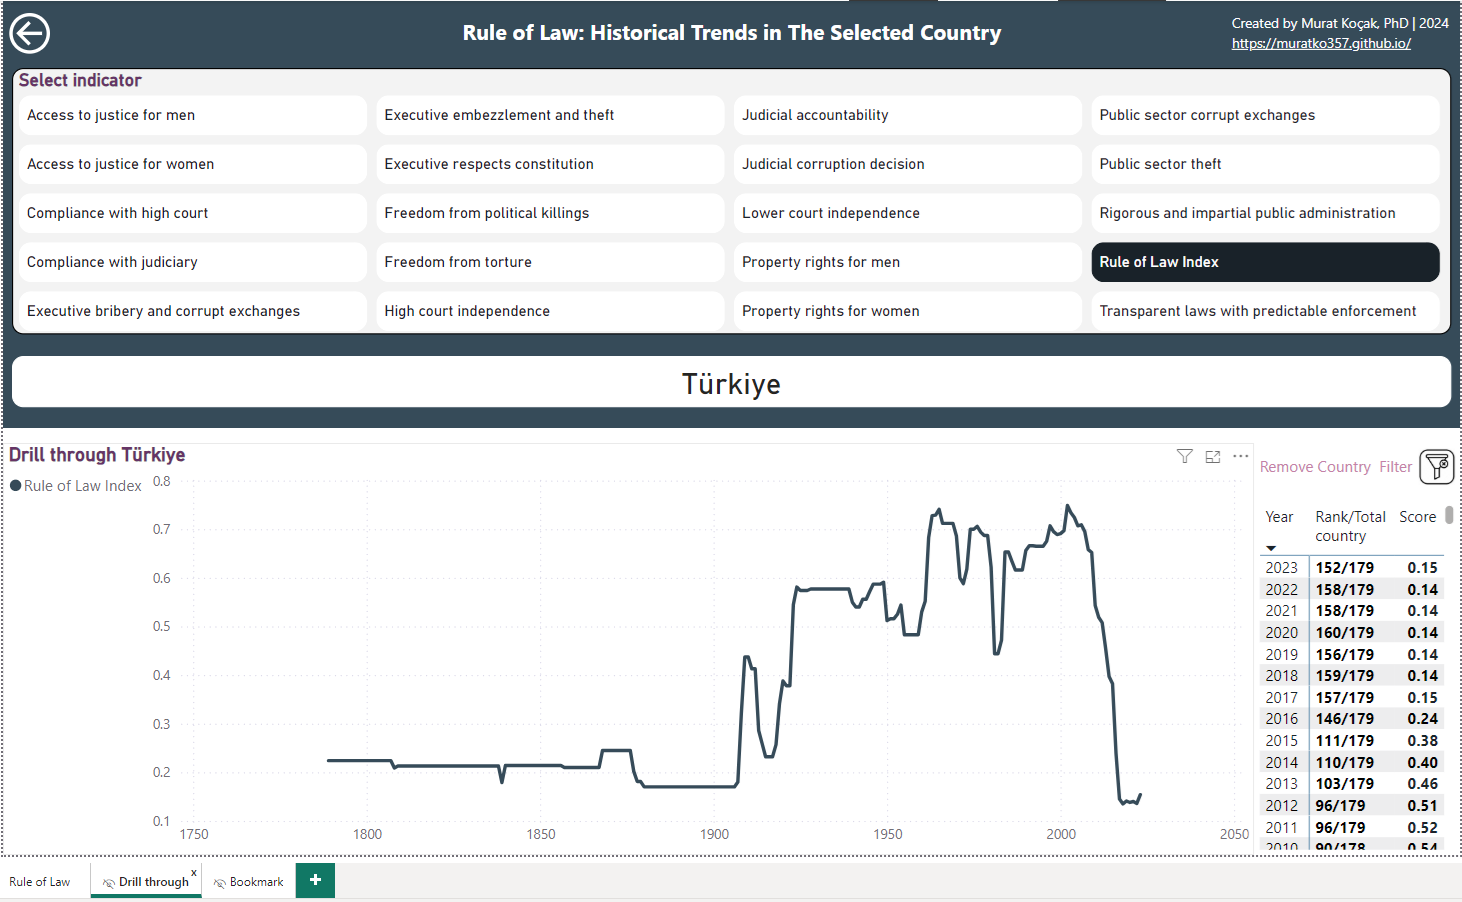 Rule of Law: Historical Trends in The Selected Country
Created by Murat Koçak, PhD | 2024
https://muratko357.github.io/
Select indicator
Access to justice for men
Executive embezzlement and theft
Judicial accountability
Public sector corrupt exchanges
Access to justice for women
Executive respects constitution
Judicial corruption decision
Public sector theft
Compliance with high court
Freedom from political killings
Lower court independence
Rigorous and impartial public administration
Compliance with judiciary
Freedom from torture
Property rights for men
Rule of Law Index
Executive bribery and corrupt exchanges
High court independence
Property rights for women
Transparent laws with predictable enforcement
Türkiye
Drill through Türkiye
Rule of Law Index
0.8
0.7
0.6
0.5
0.4
0.3
0.2
0.1
1750 1800 1850 1900 1950 2000 2050
Remove Country Filter
Year Rank/Total country Score
2023 152/179 0.15
2022 158/179 0.14
2021 158/179 0.14
2020 160/179 0.14
2019 156/179 0.14
2018 159/179 0.14
2017 157/179 0.15
2016 146/179 0.24
2015 111/179 0.38
2014 110/179 0.40
2013 103/179 0.46
2012 96/179 0.51
2011 96/179 0.52
2010 90/178 0.54
Rule of Law
Drill through x
Bookmark
+